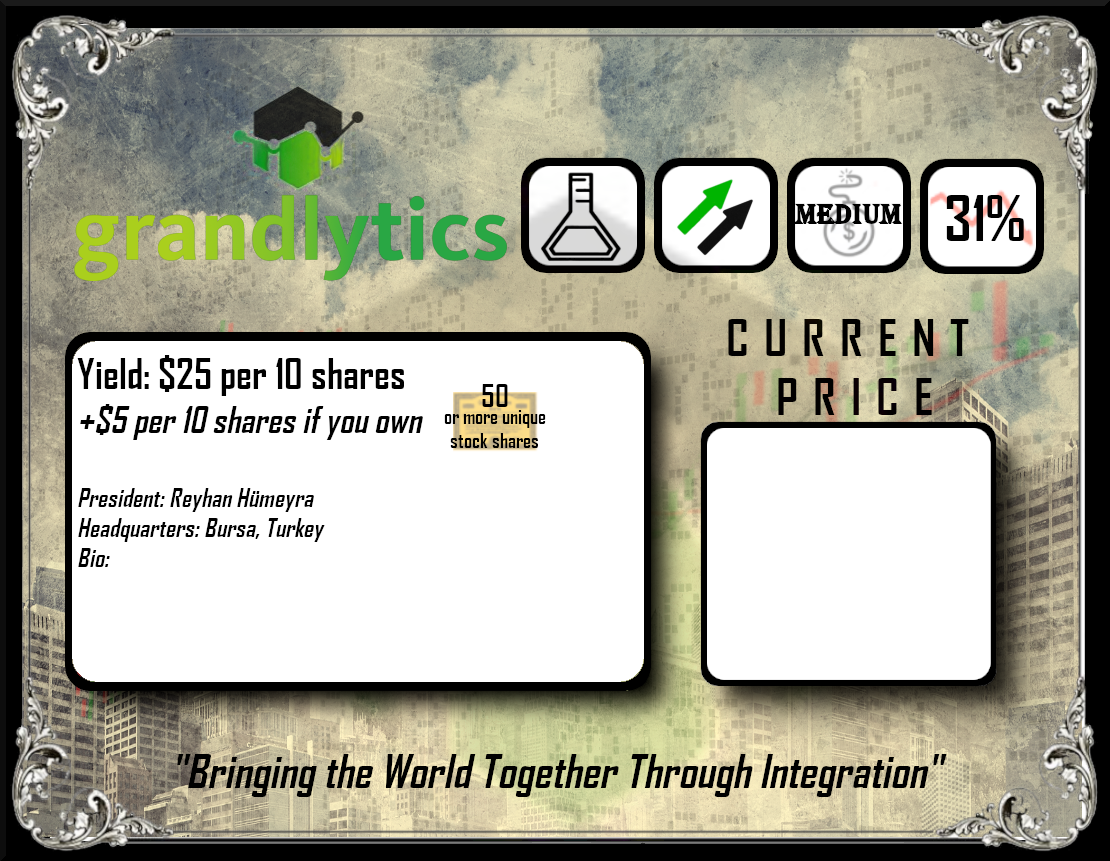 grandlytics
MEDIUM
31%
CURRENT
PRICE
Yield: $25 per 10 shares
+$5 per 10 shares if you own
50
or more unique
stock shares
President: Reyhan Hümeyra
Headquarters: Bursa, Turkey
Bio:
"Bringing the World Together Through Integration"